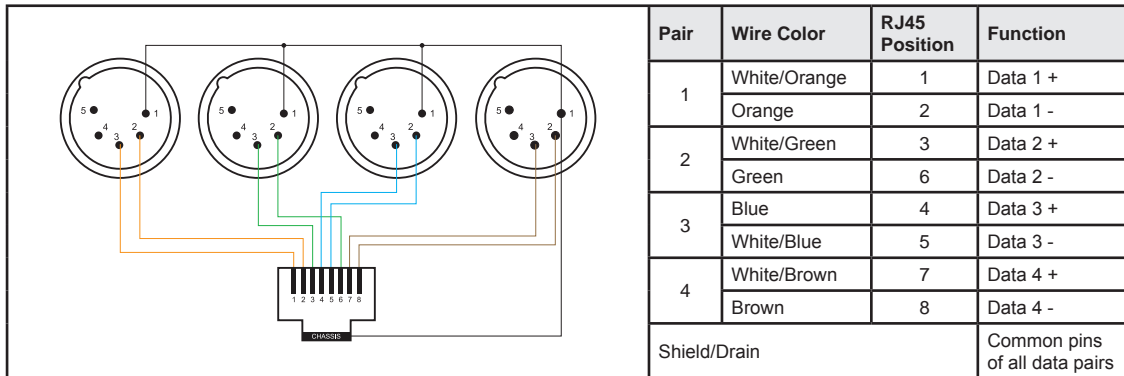 5
1
4
2
3
5
1
4
2
3
5
1
4
2
3
5
1
4
2
3
1 2 3 4 5 6 7 8
CHASSIS
Pair Wire Color RJ45 Position Function
1 White/Orange 1 Data 1 +
Orange 2 Data 1 -
2 White/Green 3 Data 2 +
Green 6 Data 2 -
3 Blue 4 Data 3 +
White/Blue 5 Data 3 -
4 White/Brown 7 Data 4 +
Brown 8 Data 4 -
Shield/Drain Common pins
of all data pairs